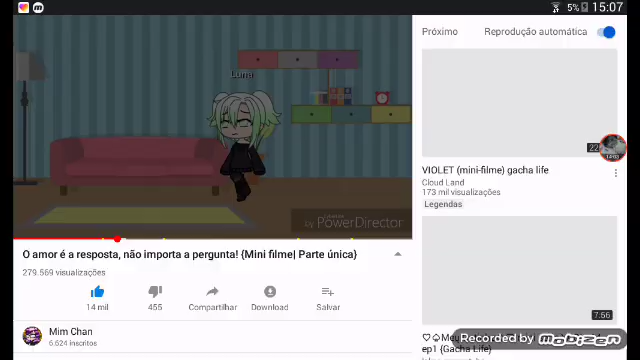 5% 15:07
Luna
by PowerDirector
O amor é a resposta, não importa a pergunta! {Mini filme| Parte única}
279.569 visualizações
14 mil
455
Compartilhar
Download
Salvar
Mim Chan
6.624 inscritos
Próximo
Reprodução automática
14:03
VIOLET (mini-filme) gacha life
Cloud Land
173 mil visualizações
Legendas
7:56
ep1 {Gacha Life}
Recorded by mobizen